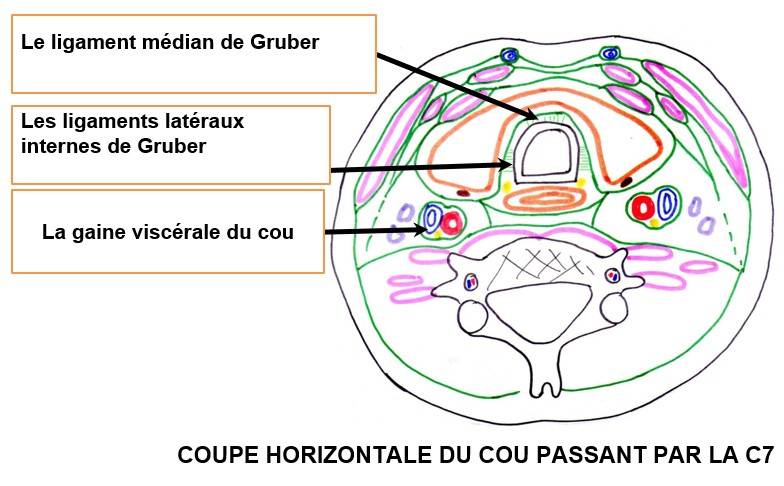 Le ligament médian de Gruber
Les ligaments latéraux
internes de Gruber
La gaine viscérale du cou
COUPE HORIZONTALE DU COU PASSANT PAR LA C7